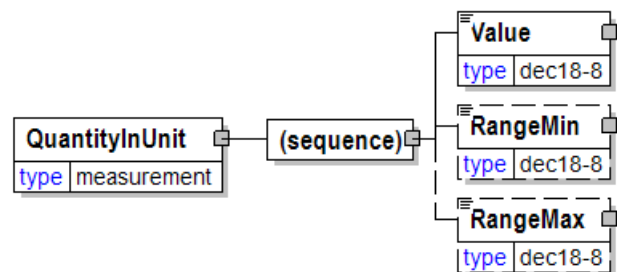 Value
type dec18-8
QuantityInUnit
type measurement
(sequence)
RangeMin
type dec18-8
RangeMax
type dec18-8